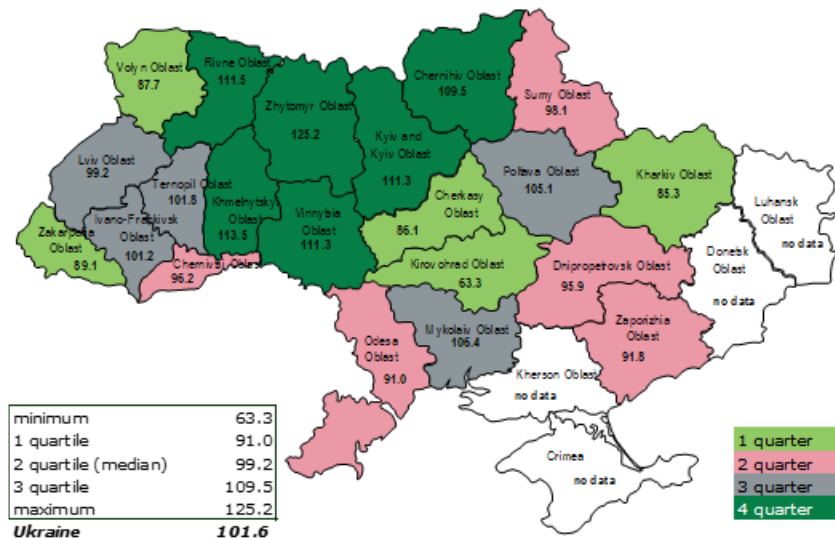 Volyn Oblast
87.7
Rivne Oblast
111.5
Zhytomyr Oblast
125.2
Kyiv and
Kyiv Oblast
111.3
Chernihiv Oblast
109.5
Sumy Oblast
98.1
Lviv Oblast
99.2
Ternopil Oblast
101.8
Khmelnytsky
Oblast
113.5
Vinnytsia
Oblast
111.3
Cherkasy
Oblast
86.1
Poltava Oblast
105.1
Kharkiv Oblast
85.3
Luhansk
Oblast
no data
Zakarpattia
Oblast
89.1
Ivano-Frankivsk
Oblast
101.2
Chernivtsi Oblast
96.2
Kirovohrad Oblast
63.3
Dnipropetrovsk Oblast
95.9
Donetsk
Oblast
no data
Odesa
Oblast
91.0
Mykolaiv Oblast
106.4
Zaporizhia
Oblast
91.8
Kherson Oblast
no data
Crimea
no data
minimum 63.3
1 quartile 91.0
2 quartile (median) 99.2
3 quartile 109.5
maximum 125.2
Ukraine 101.6
1 quarter
2 quarter
3 quarter
4 quarter